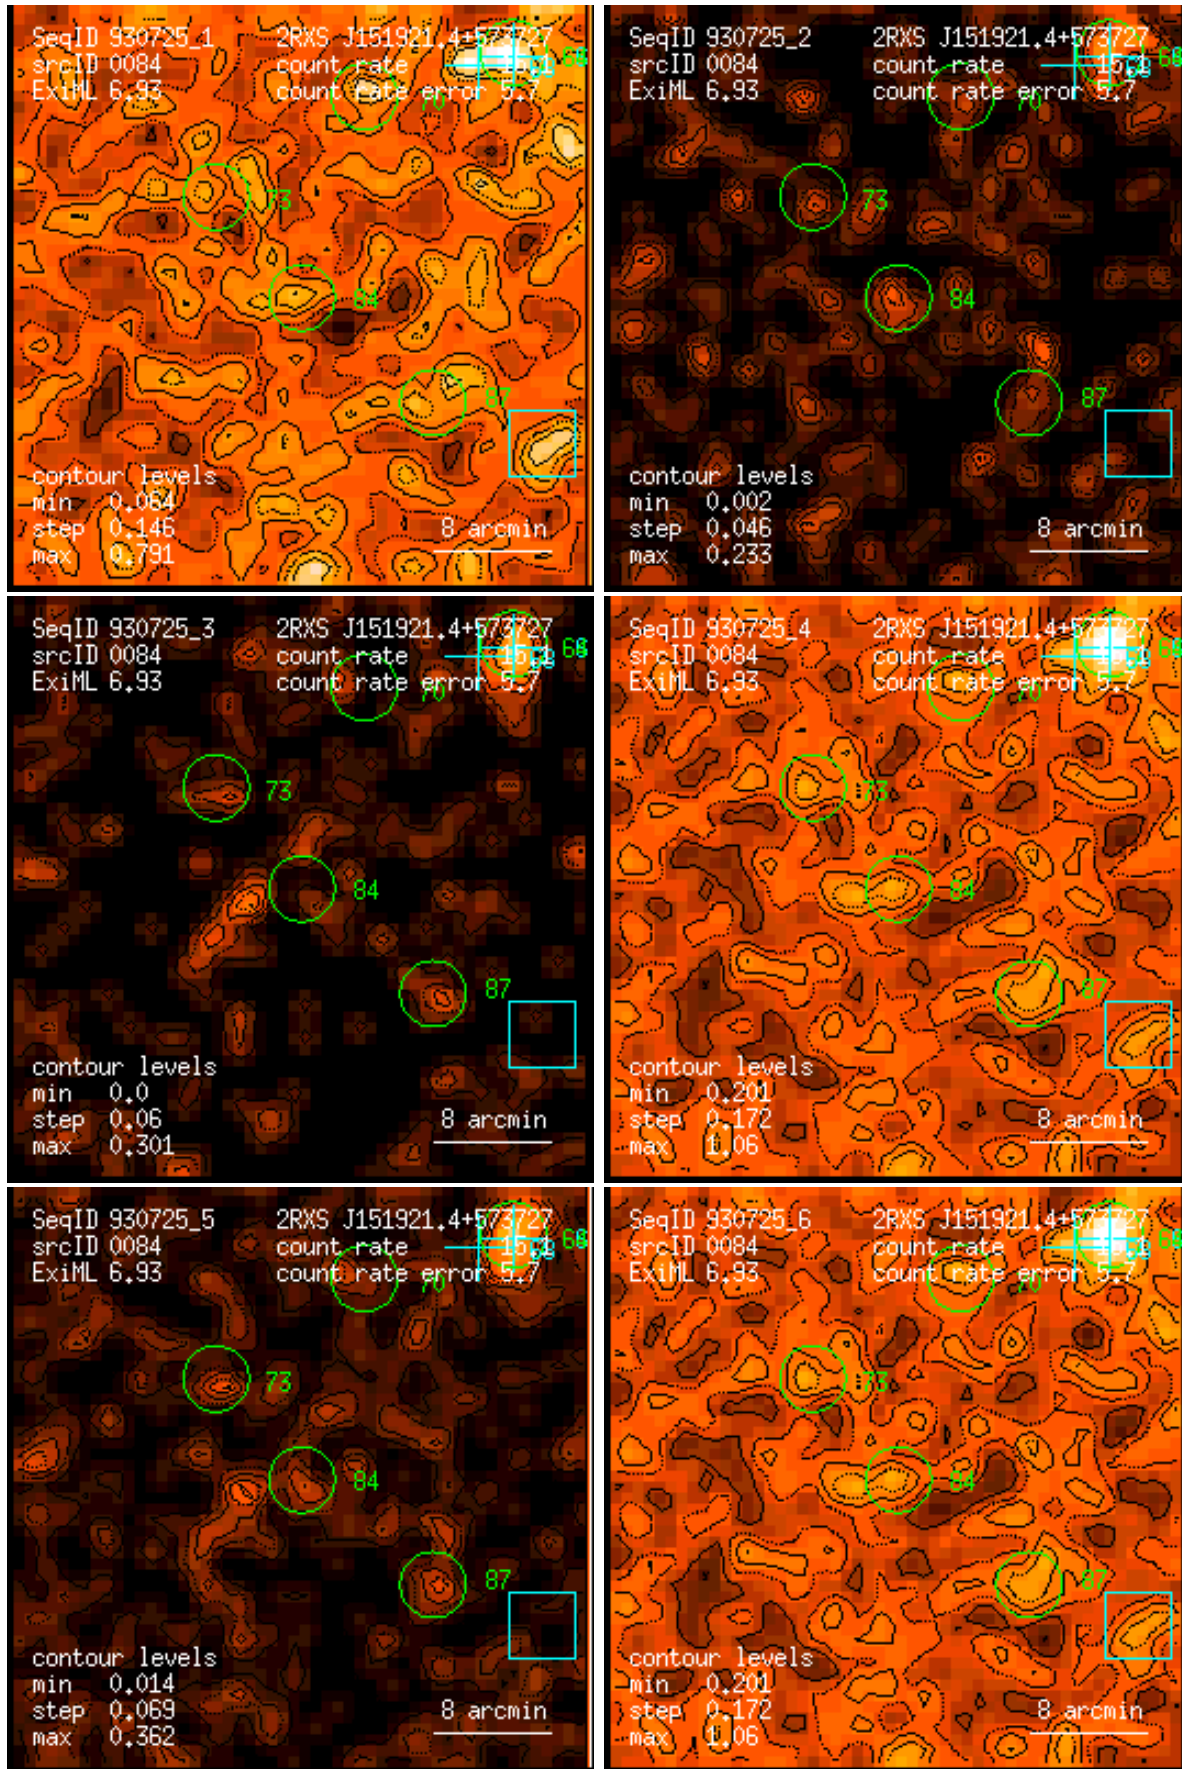 SeqID 930725_1 2RXS J151921.4+573727
srcID 0084 count rate
ExiML 6.93 count rate error 5.7
70
73
84
87
contour levels
min 0.064
step 0.146 8 arcmin
max 0.791
SeqID 930725_2 2RXS J151921.4+573727
srcID 0084 count rate
ExiML 6.93 count rate error 5.7
70
73
84
87
contour levels
min 0.002
step 0.046 8 arcmin
max 0.233
SeqID 930725_3 2RXS J151921.4+573727
srcID 0084 count rate
ExiML 6.93 count rate error 5.7
70
73
84
87
contour levels
min 0.0
step 0.06 8 arcmin
max 0.301
SeqID 930725_4 2RXS J151921.4+573727
srcID 0084 count rate
ExiML 6.93 count rate error 5.7
70
73
84
87
contour levels
min 0.201
step 0.172 8 arcmin
max 1.06
SeqID 930725_5 2RXS J151921.4+573727
srcID 0084 count rate
ExiML 6.93 count rate error 5.7
70
73
84
87
contour levels
min 0.014
step 0.069 8 arcmin
max 0.362
SeqID 930725_6 2RXS J151921.4+573727
srcID 0084 count rate
ExiML 6.93 count rate error 5.7
70
73
84
87
contour levels
min 0.201
step 0.172 8 arcmin
max 1.06